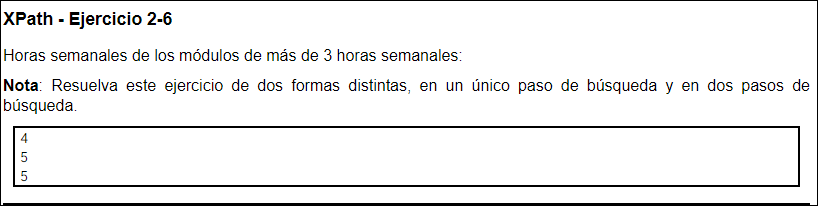 XPath - Ejercicio 2-6
Horas semanales de los módulos de más de 3 horas semanales:
Nota: Resuelva este ejercicio de dos formas distintas, en un único paso de búsqueda y en dos pasos de
búsqueda.
4
5
5